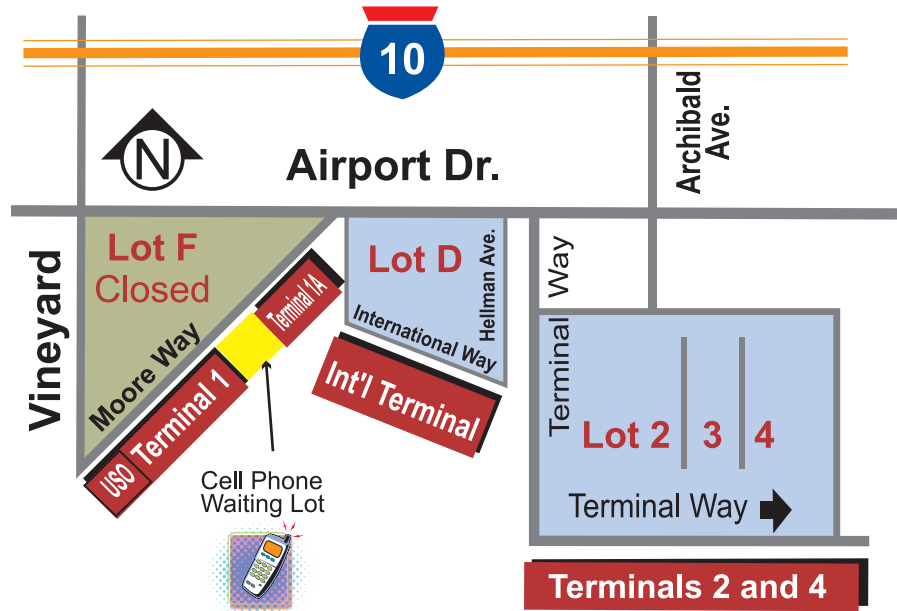 10
N
Archibald
Ave.
Airport Dr.
Vineyard
Lot F
Closed
Moore Way
Terminal 1A
Terminal 1
USO
Lot D
Hellman Ave.
International Way
Int'l Terminal
Cell Phone
Waiting Lot
Terminal Way
Lot 2
3
4
Terminal Way
Terminals 2 and 4